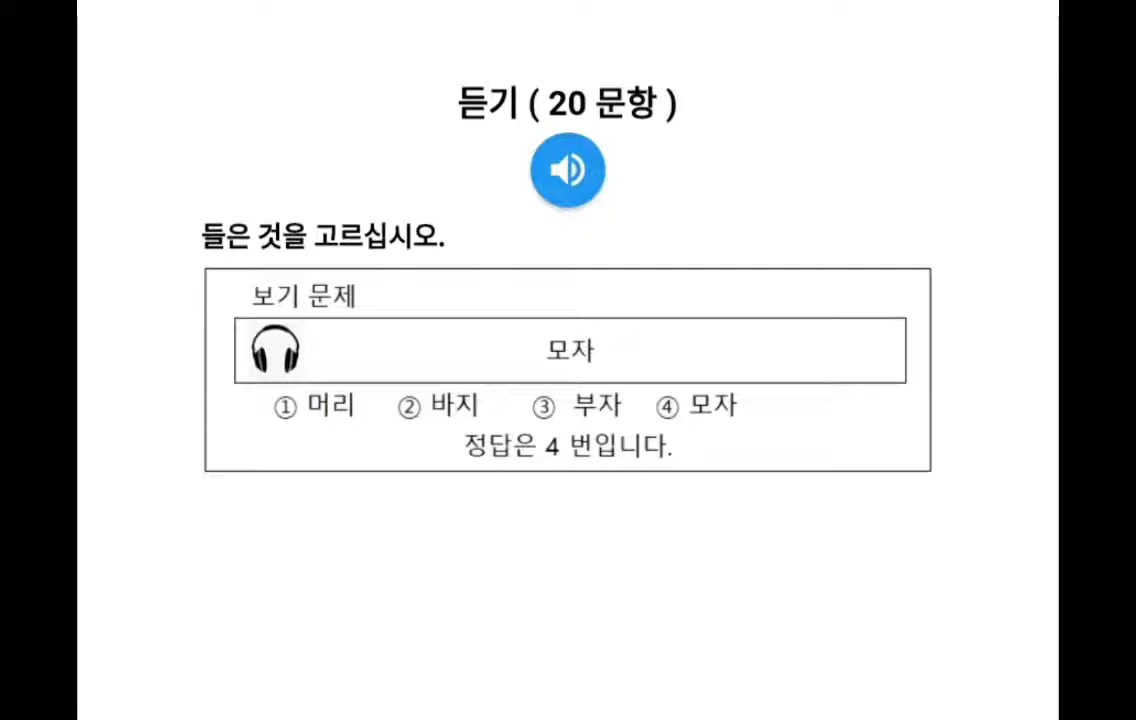 듣기 ( 20 문항 )
들은 것을 고르십시오.
보기 문제
모자
① 머리 ② 바지 ③ 부자 ④ 모자
정답은 4 번입니다.